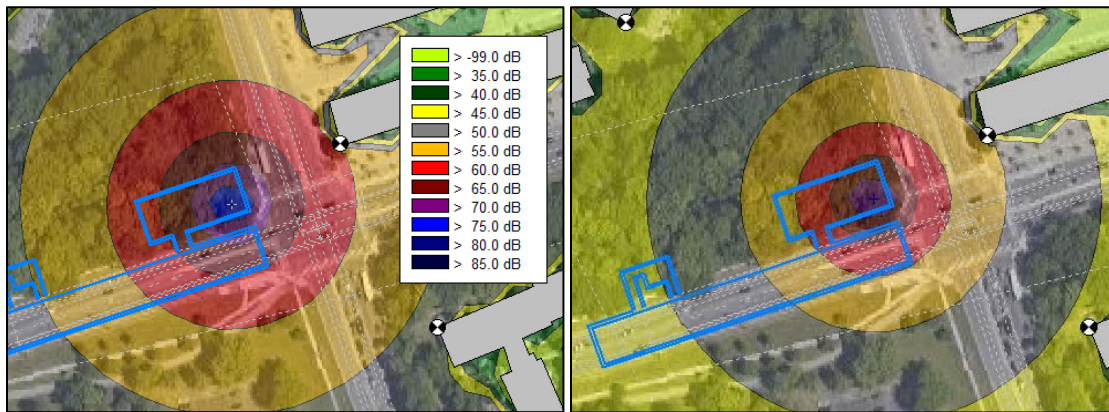 > -99.0 dB
> 35.0 dB
> 40.0 dB
> 45.0 dB
> 50.0 dB
> 55.0 dB
> 60.0 dB
> 65.0 dB
> 70.0 dB
> 75.0 dB
> 80.0 dB
> 85.0 dB